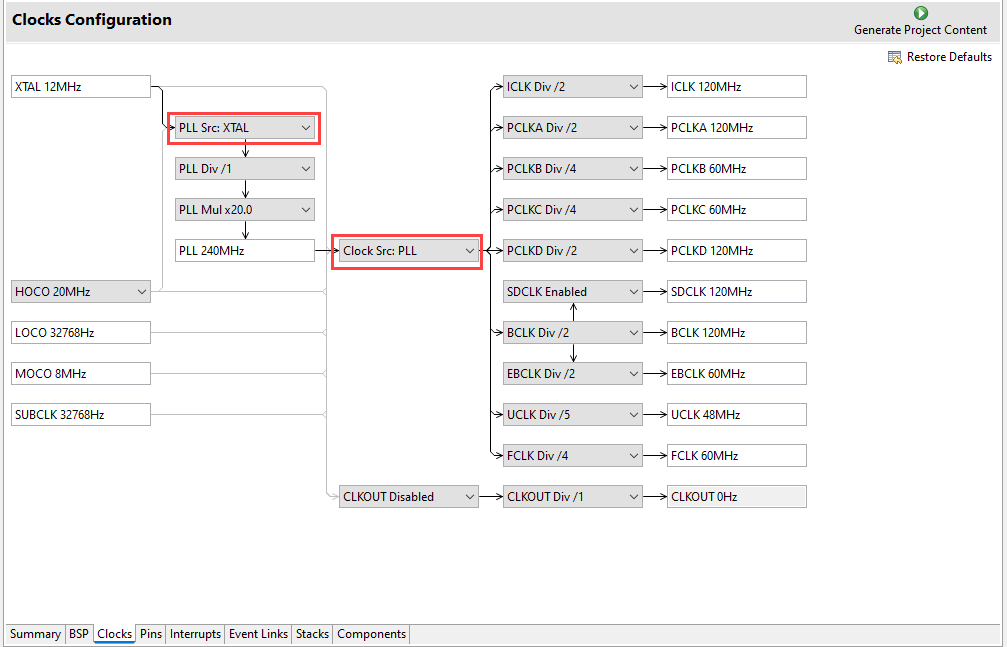 Clocks Configuration
Generate Project Content
Restore Defaults
XTAL 12MHz
ICLK Div /2
ICLK 120MHz
PLL Src: XTAL
PCLKA Div /2
PCLKA 120MHz
PLL Div /1
PCLKB Div /4
PCLKB 60MHz
PLL Mul x20.0
PCLKC Div /4
PCLKC 60MHz
PLL 240MHz
Clock Src: PLL
PCLKD Div /2
PCLKD 120MHz
HOCO 20MHz
SDCLK Enabled
SDCLK 120MHz
LOCO 32768Hz
BCLK Div /2
BCLK 120MHz
MOCO 8MHz
EBCLK Div /2
EBCLK 60MHz
SUBCLK 32768Hz
UCLK Div /5
UCLK 48MHz
FCLK Div /4
FCLK 60MHz
CLKOUT Disabled
CLKOUT Div /1
CLKOUT 0Hz
Summary BSP Clocks Pins Interrupts Event Links Stacks Components